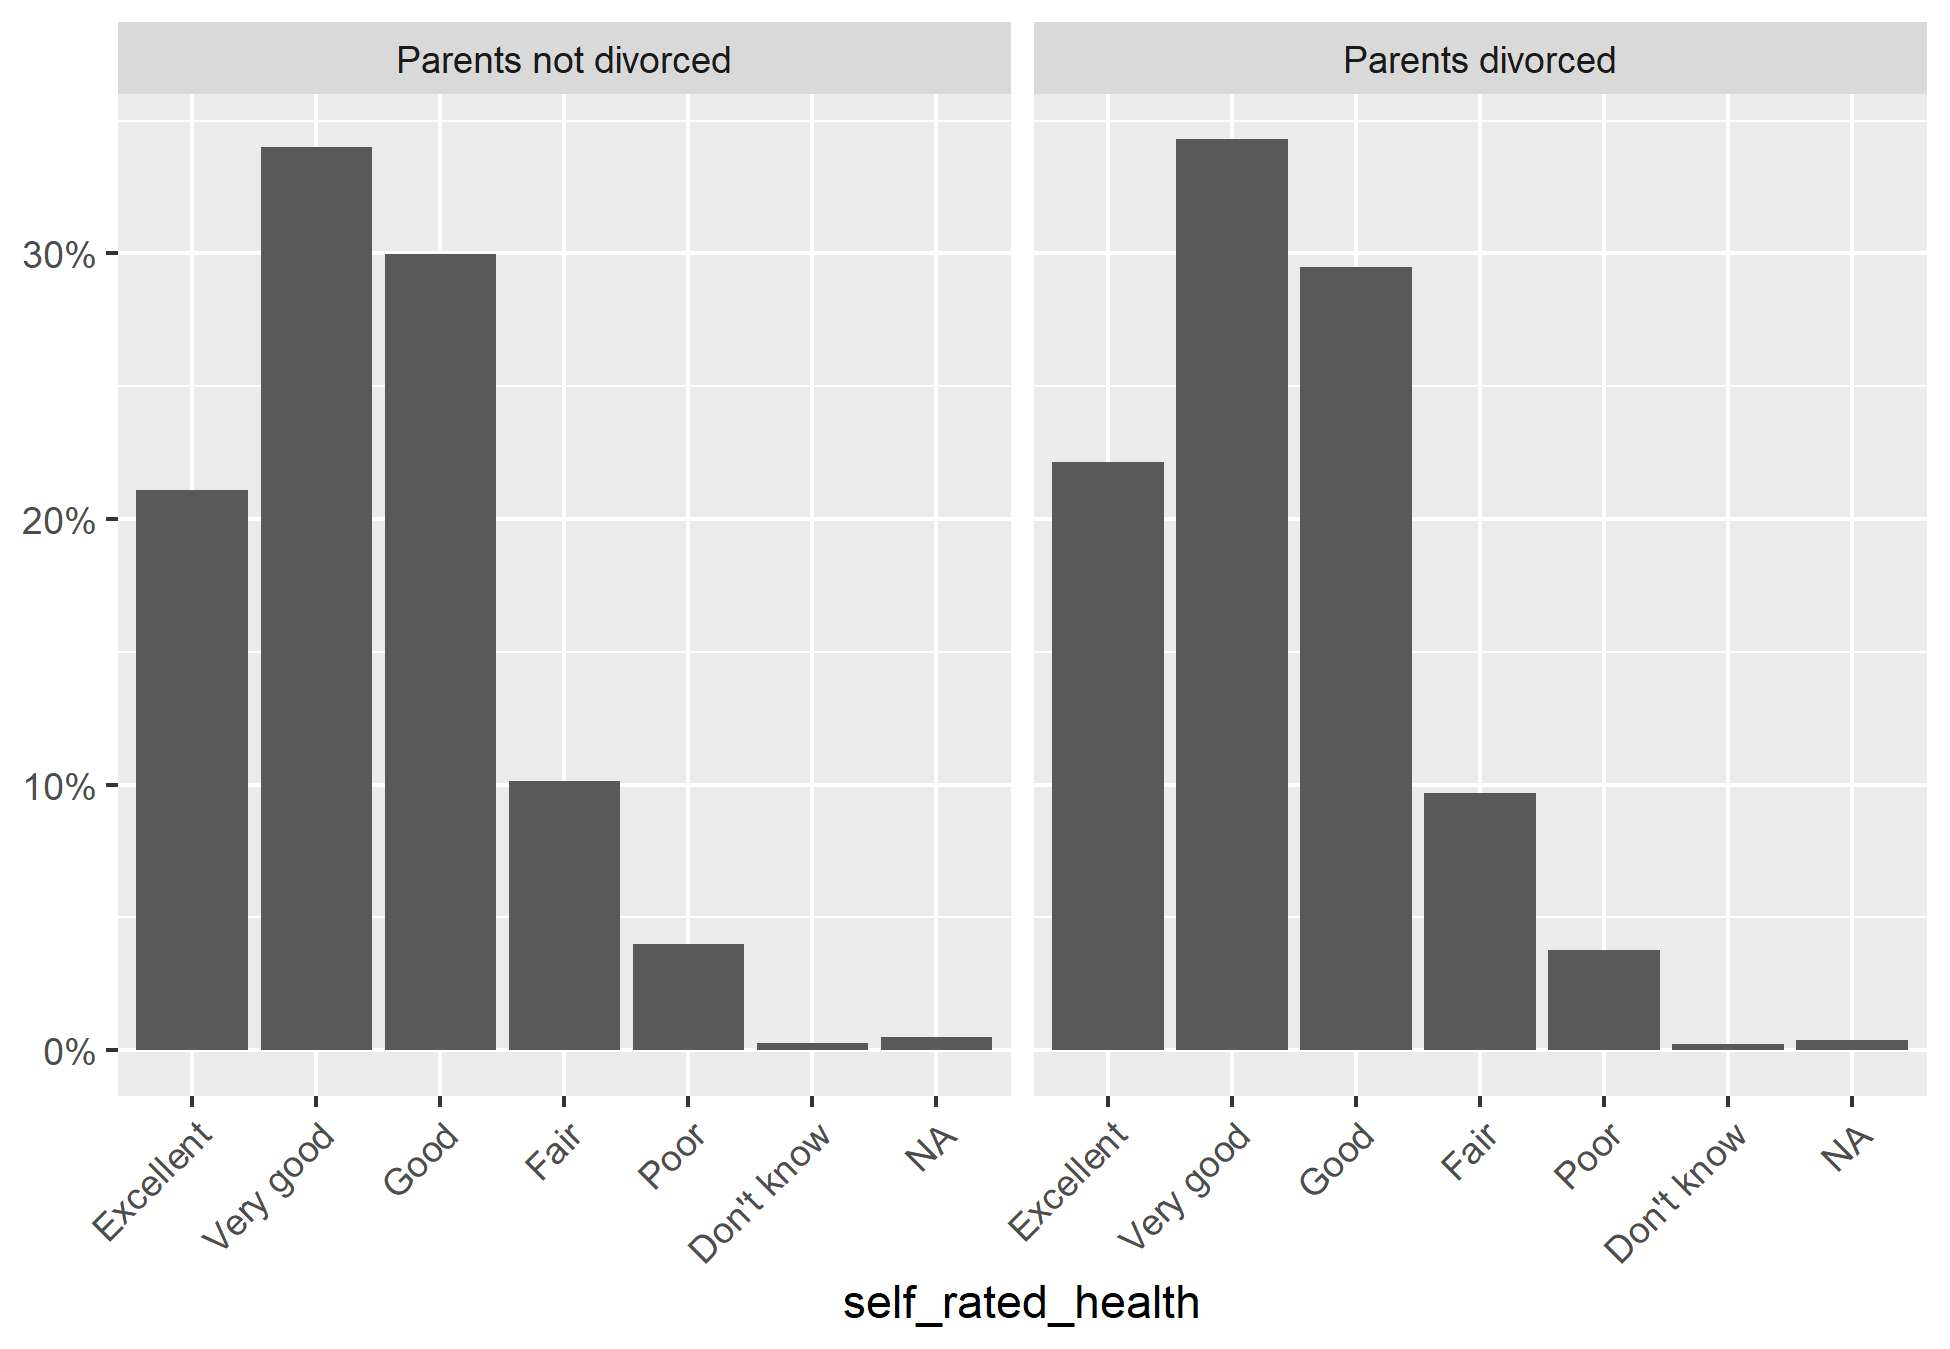 Parents not divorced
Parents divorced
30%
20%
10%
0%
Excellent
Very good
Good
Fair
Poor
Don't know
NA
Excellent
Very good
Good
Fair
Poor
Don't know
NA
self_rated_health